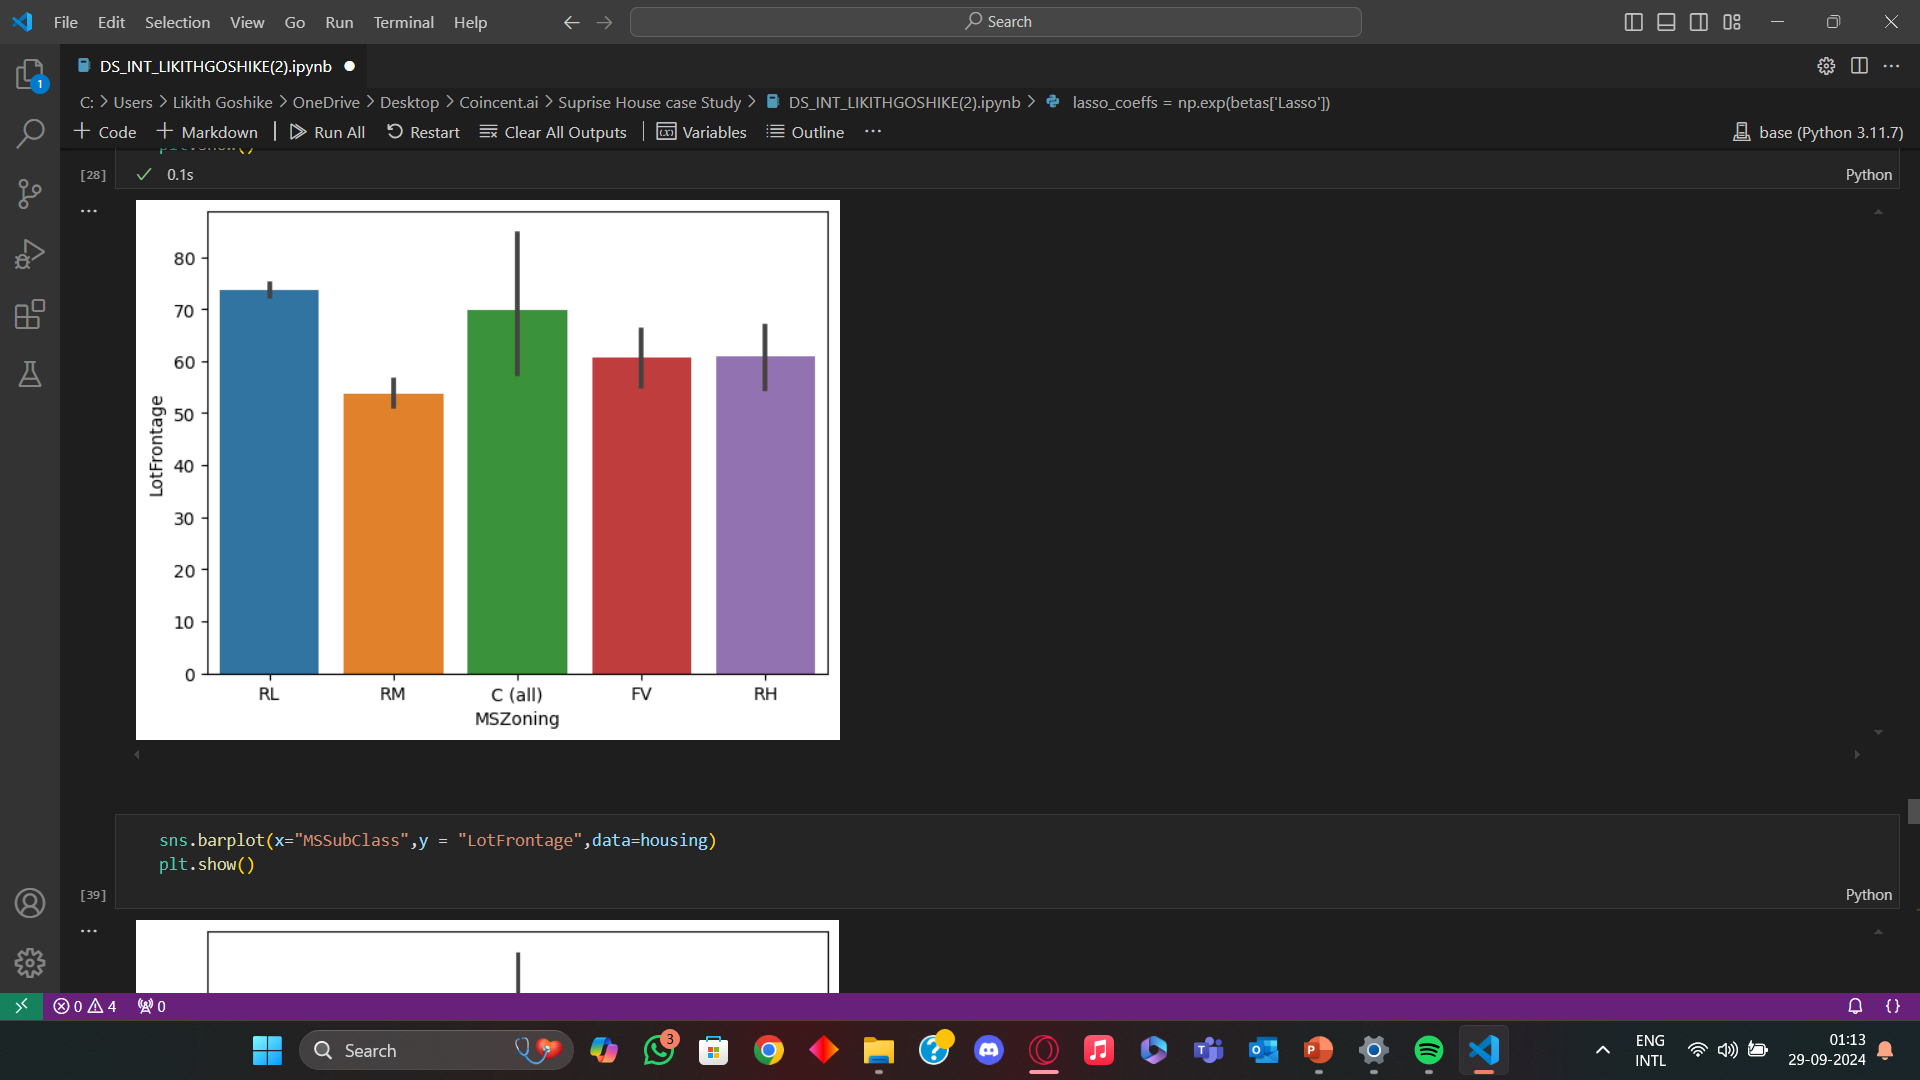 File Edit Selection View Go Run Terminal Help
Search
DS_INT_LIKITHGOSHIKE(2).ipynb
1
C: > Users > Likith Goshike > OneDrive > Desktop > Coincent.ai > Suprise House case Study > DS_INT_LIKITHGOSHIKE(2).ipynb > lasso_coeffs = np.exp(betas['Lasso'])
+ Code + Markdown | Run All Restart Clear All Outputs | Variables Outline ...
base (Python 3.11.7)
plt.show()
[28] 0.1s Python
...
80
70
60
50
40
30
20
10
0
LotFrontage
RL RM C (all) FV RH
MSZoning
sns.barplot(x="MSSubClass",y = "LotFrontage",data=housing)
plt.show()
[39] Python
...
0 4 0 {}
Search
3
ENG
INTL
01:13
29-09-2024